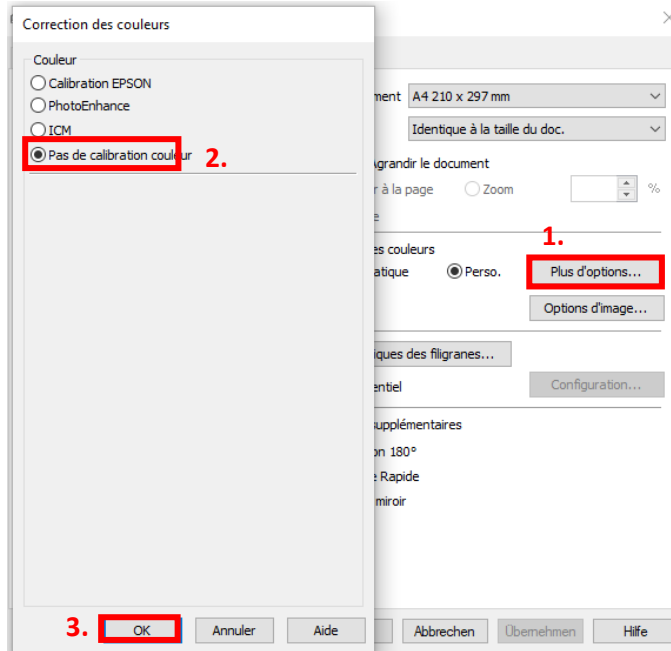 Correction des couleurs
Couleur
Calibration EPSON
PhotoEnhance
ICM
Pas de calibration couleur
2.
ment
A4 210 x 297 mm
Identique à la taille du doc.
Agrandir le document
r à la page
Zoom
%
es couleurs
1.
atique
Perso.
Plus d'options...
Options d'image...
iques des filigranes...
entiel
Configuration...
supplémentaires
on 180°
e Rapide
miroir
3.
OK
Annuler
Aide
Abbrechen
Übernehmen
Hilfe